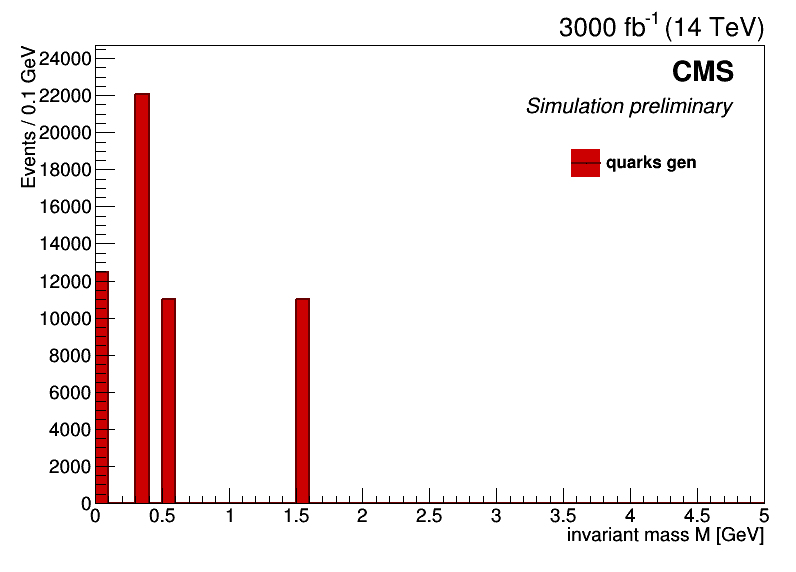 3000 fb-1 (14 TeV)
CMS
Simulation preliminary
quarks gen
Events / 0.1 GeV
24000
22000
20000
18000
16000
14000
12000
10000
8000
6000
4000
2000
0
0 0.5 1 1.5 2 2.5 3 3.5 4 4.5 5
invariant mass M [GeV]